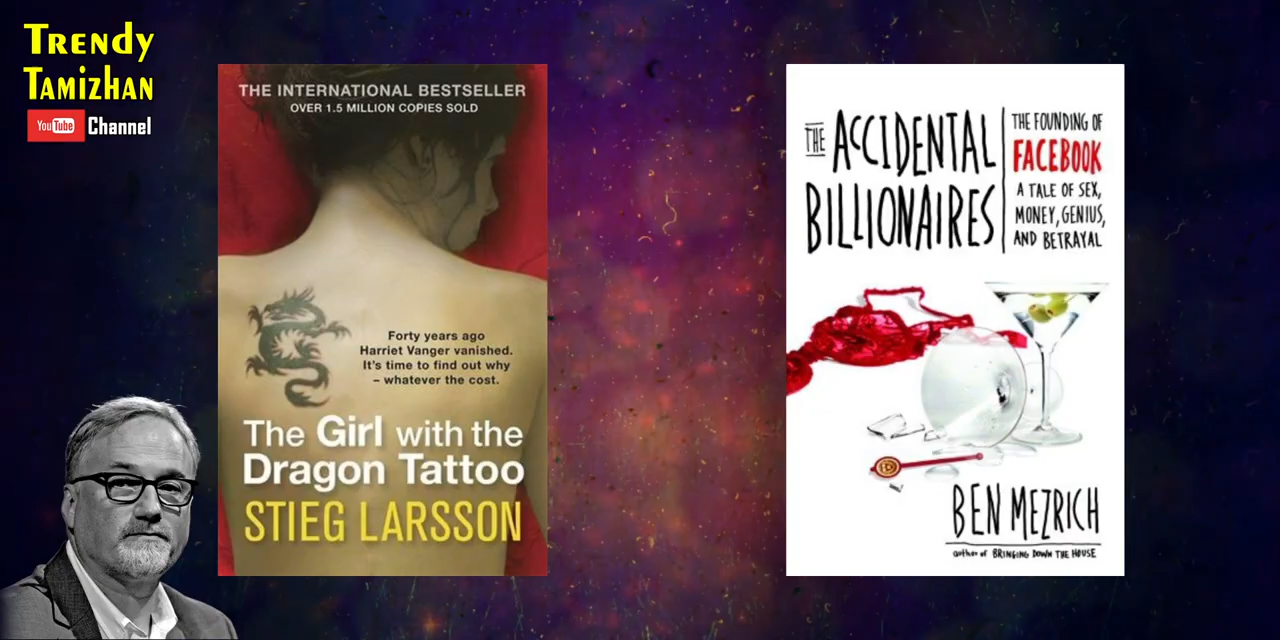 TRENDY
TAMIZHAN
YouTube Channel
THE INTERNATIONAL BESTSELLER
OVER 1.5 MILLION COPIES SOLD
Forty years ago
Harriet Vanger vanished.
It's time to find out why
– whatever the cost.
The Girl with the
Dragon Tattoo
STIEG LARSSON
THE ACCIDENTAL
BILLIONAIRES
THE FOUNDING OF
FACEBOOK
A TALE OF SEX,
MONEY, GENIUS,
AND BETRAYAL
BEN MEZRICH
author of BRINGING DOWN THE HOUSE